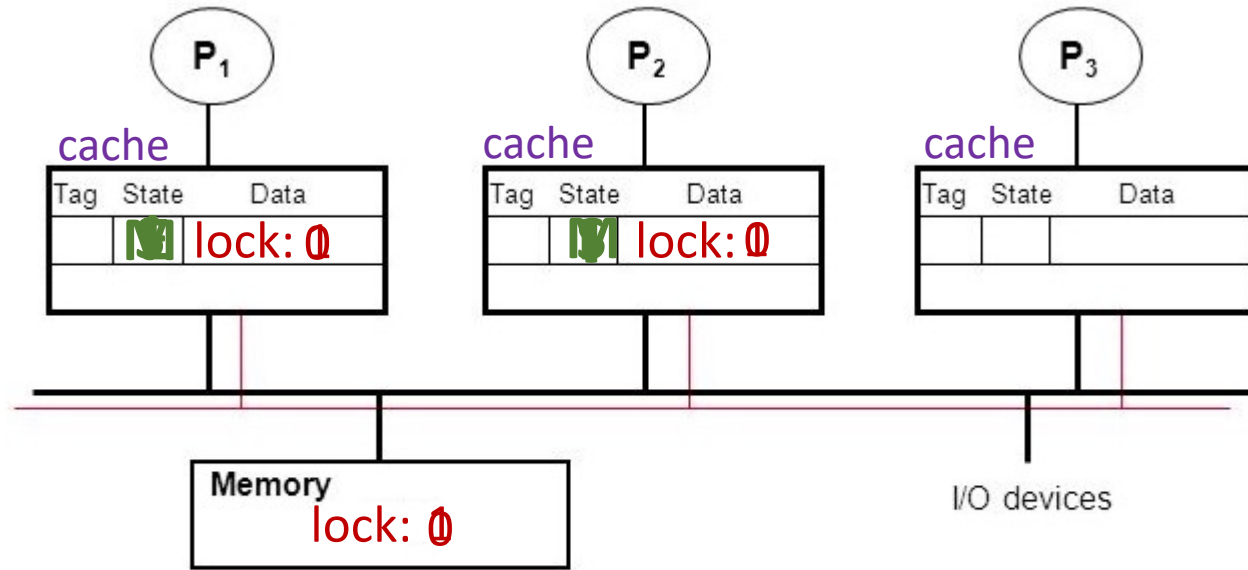 P1 P2 P3
cache cache cache
Tag State Data Tag State Data Tag State Data
lock: lock:
Memory
lock:
I/O devices